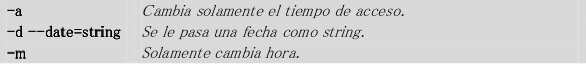 -a Cambia solamente el tiempo de acceso.
-d --date=string Se le pasa una fecha como string.
-m Solamente cambia hora.